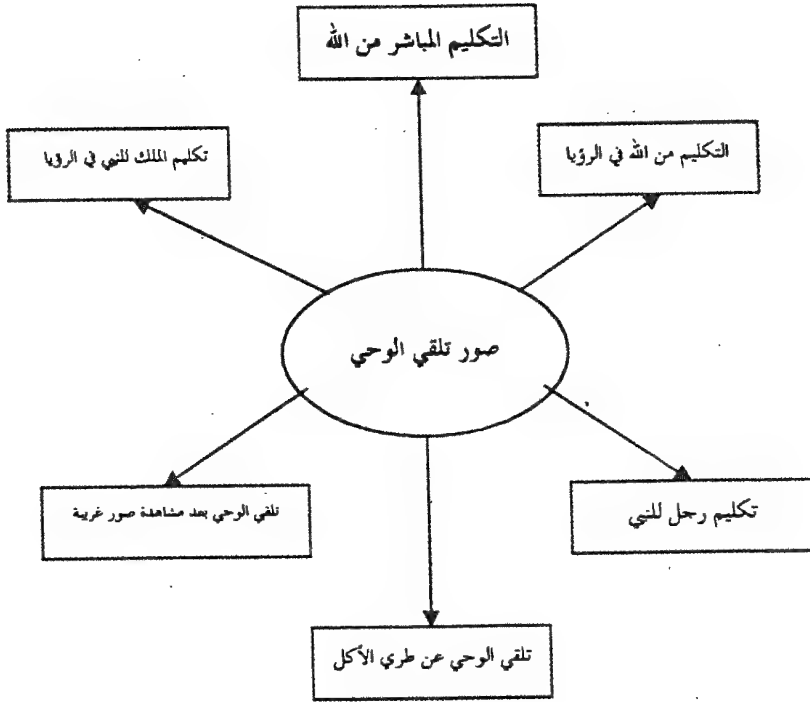 التكليم المباشر من الله
التكليم من الله في الرؤيا
تكليم الملك للنبي في الرؤيا
صور تلقي الوحي
تكليم رجل للنبي
تلقي الوحي بعد مشاهدة صور غريبة
تلقي الوحي عن طري الأكل